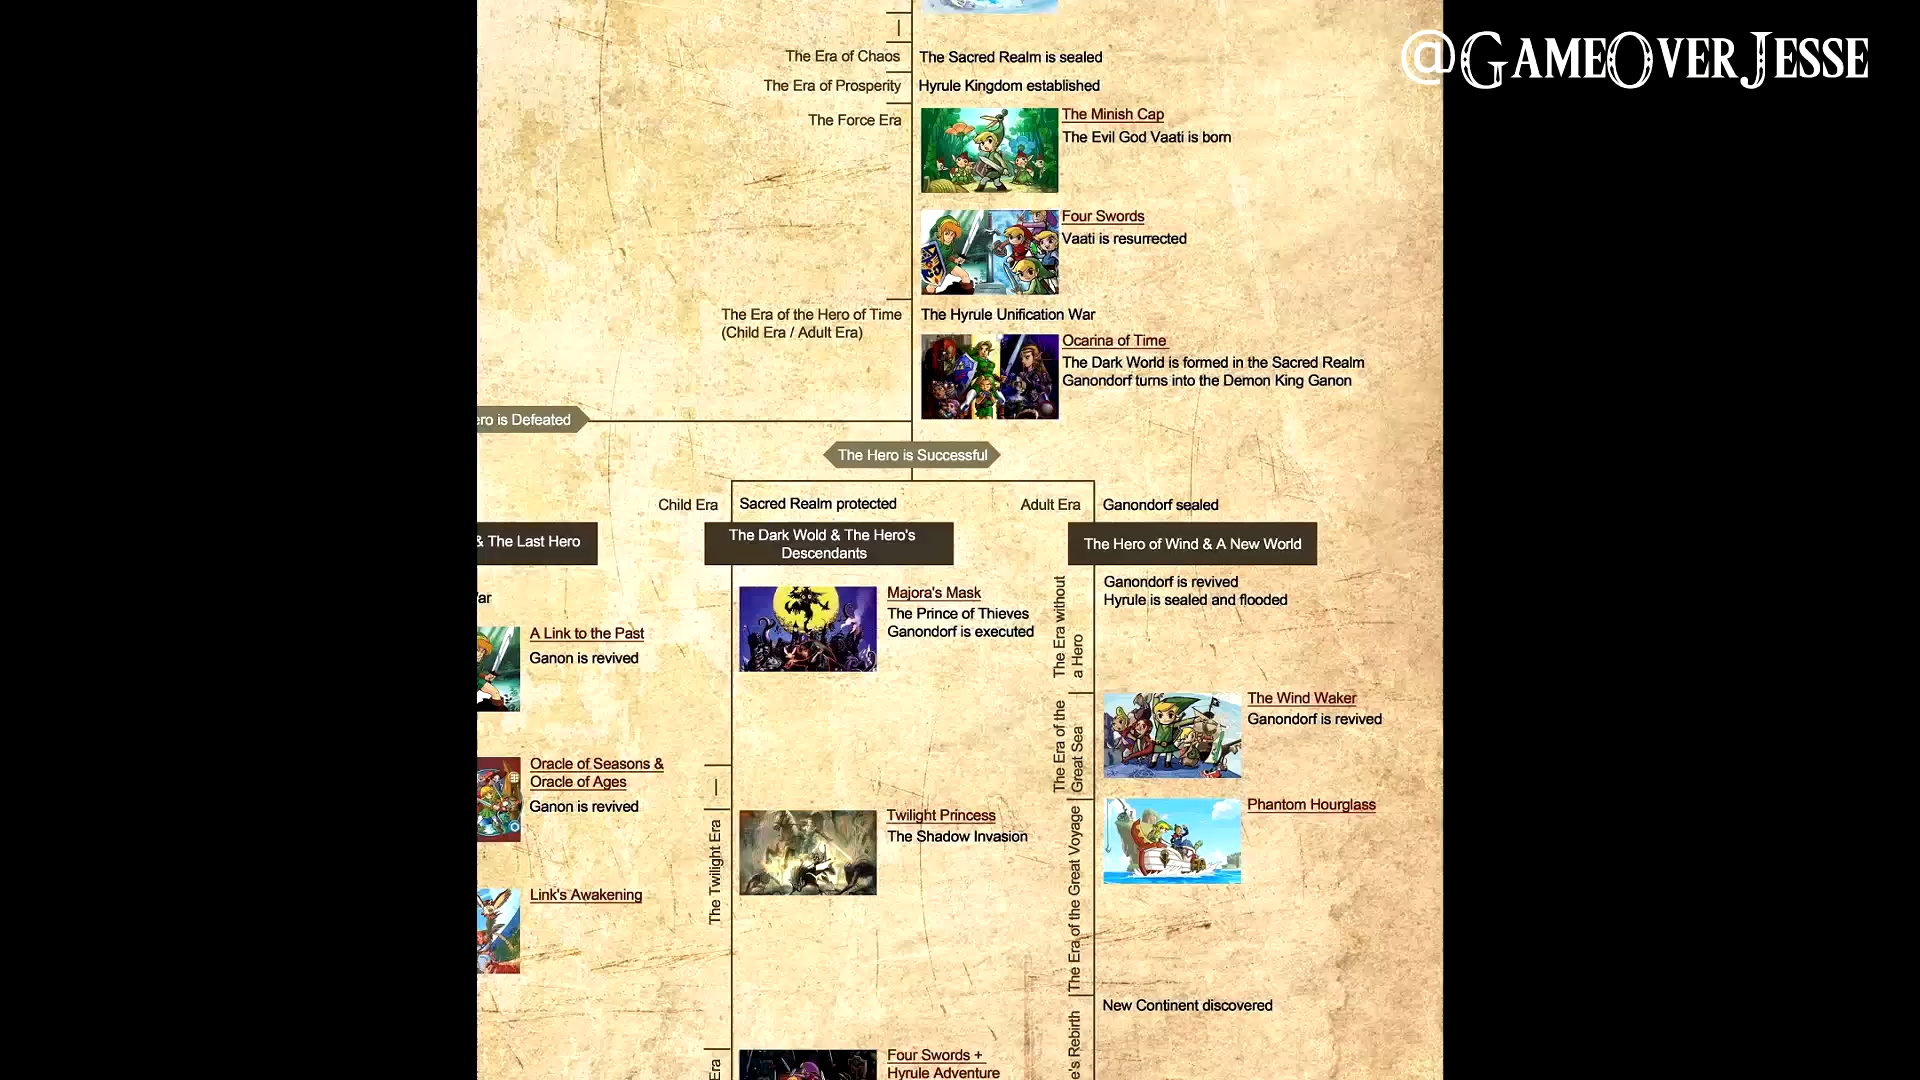 @GameOverJesse
The Era of Chaos
The Sacred Realm is sealed
The Era of Prosperity
Hyrule Kingdom established
The Force Era
The Minish Cap
The Evil God Vaati is born
Four Swords
Vaati is resurrected
The Era of the Hero of Time
(Child Era / Adult Era)
The Hyrule Unification War
Ocarina of Time
The Dark World is formed in the Sacred Realm
Ganondorf turns into the Demon King Ganon
ero is Defeated
The Hero is Successful
Child Era
Sacred Realm protected
Adult Era
Ganondorf sealed
& The Last Hero
The Dark Wold & The Hero's
Descendants
The Hero of Wind & A New World
ar
A Link to the Past
Ganon is revived
Oracle of Seasons &
Oracle of Ages
Ganon is revived
Link's Awakening
Majora's Mask
The Prince of Thieves
Ganondorf is executed
The Twilight Era
Twilight Princess
The Shadow Invasion
Era
Four Swords +
Hyrule Adventure
The Era without
a Hero
Ganondorf is revived
Hyrule is sealed and flooded
The Era of the
Great Sea
The Wind Waker
Ganondorf is revived
The Era of the Great Voyage
Phantom Hourglass
e's Rebirth
New Continent discovered